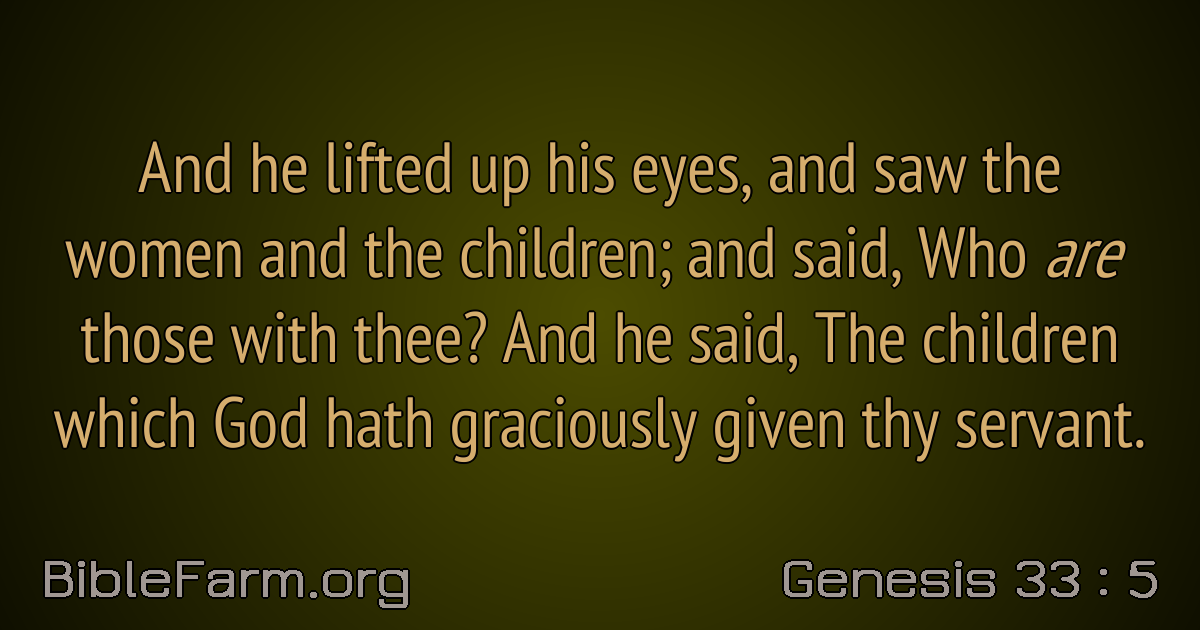 And he lifted up his eyes, and saw the
women and the children; and said, Who are
those with thee? And he said, The children
which God hath graciously given thy servant.
BibleFarm.org
Genesis 33 : 5